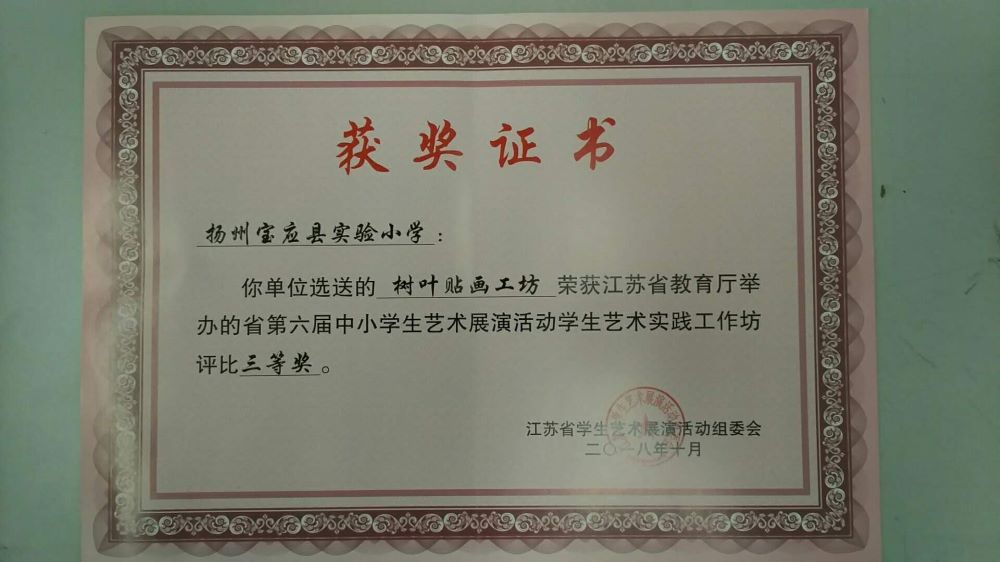 获奖证书
扬州宝应县实验小学：
你单位选送的 树叶贴画工坊 荣获江苏省教育厅举
办的省第六届中小学生艺术展演活动学生艺术实践工作坊
评比三等奖。
江苏省学生艺术展演活动组委会
二〇一八年十月